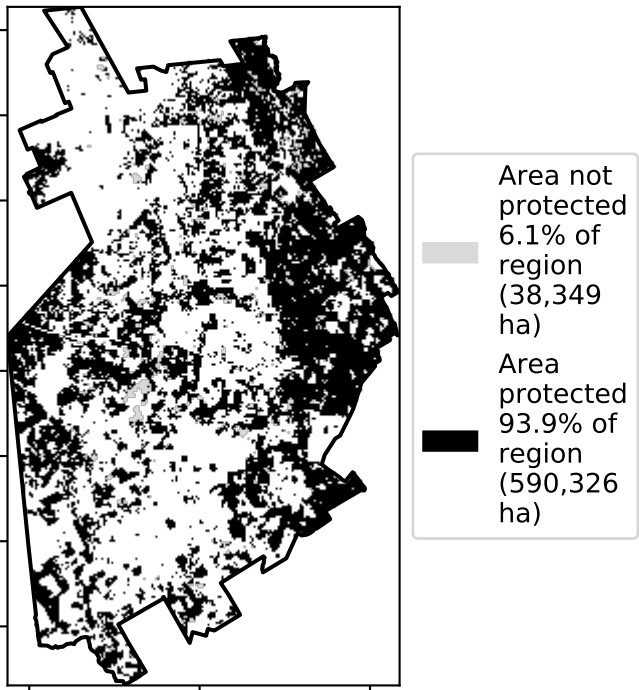 Area not
protected
6.1% of
region
(38,349
ha)
Area
protected
93.9% of
region
(590,326
ha)